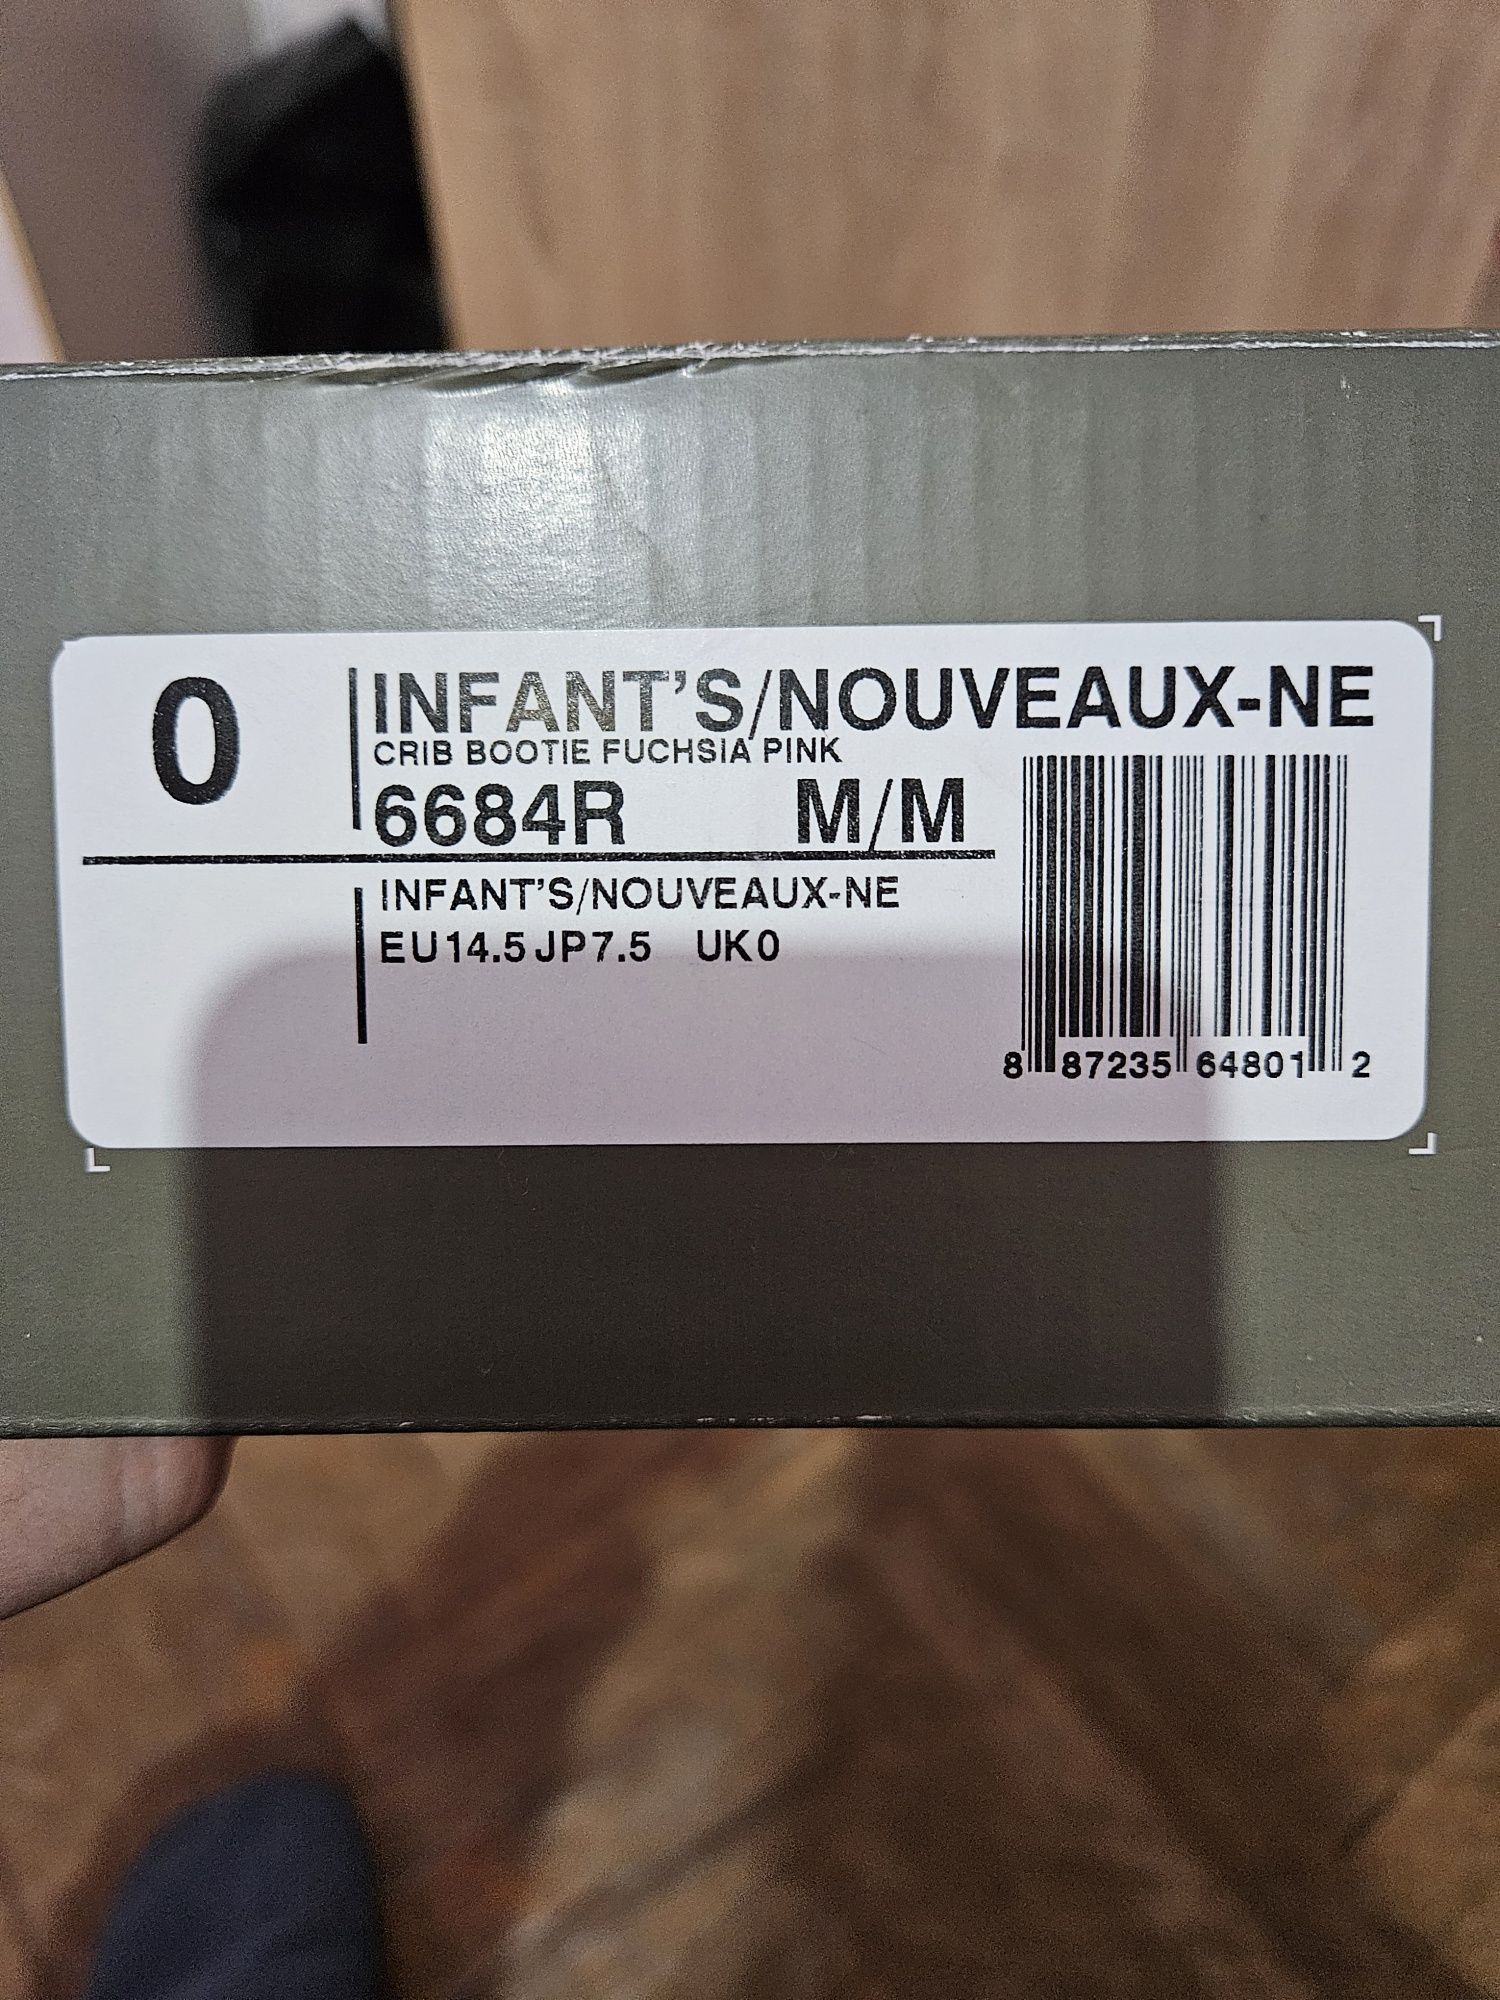 0
INFANT'S/NOUVEAUX-NE
CRIB BOOTIE FUCHSIA PINK
6684R M/M
INFANT'S/NOUVEAUX-NE
EU14.5 JP7.5 UK0
8 87235 64801 2